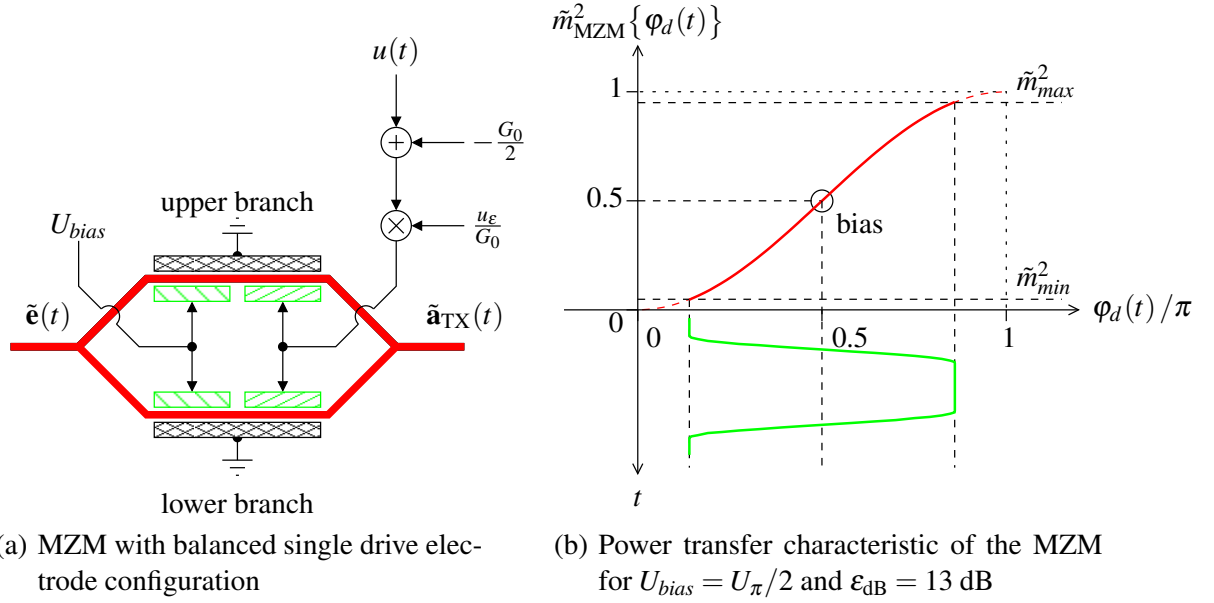 u(t)
+
− G₀/2
×
u_ε/G₀
upper branch
U_bias
ẽ(t)
ã_TX(t)
lower branch
(a) MZM with balanced single drive elec-
trode configuration
m̃²_MZM{φ_d(t)}
1
m̃²_max
0.5
bias
m̃²_min
0
0
0.5
1
φ_d(t)/π
t
(b) Power transfer characteristic of the MZM
for U_bias = U_π/2 and ε_dB = 13 dB